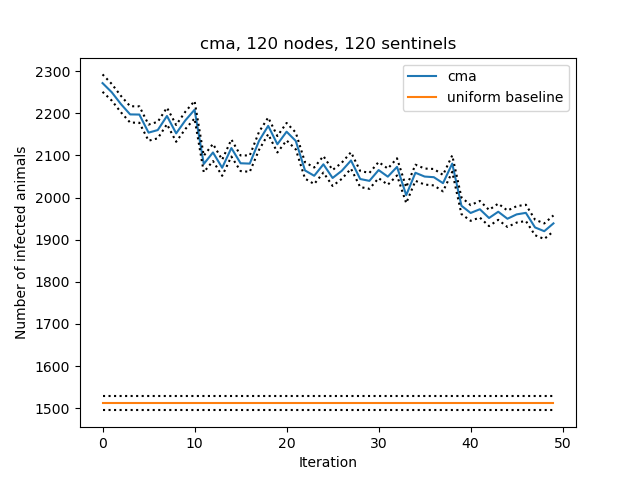 cma, 120 nodes, 120 sentinels
cma
uniform baseline
Number of infected animals
2300
2200
2100
2000
1900
1800
1700
1600
1500
0 10 20 30 40 50
Iteration